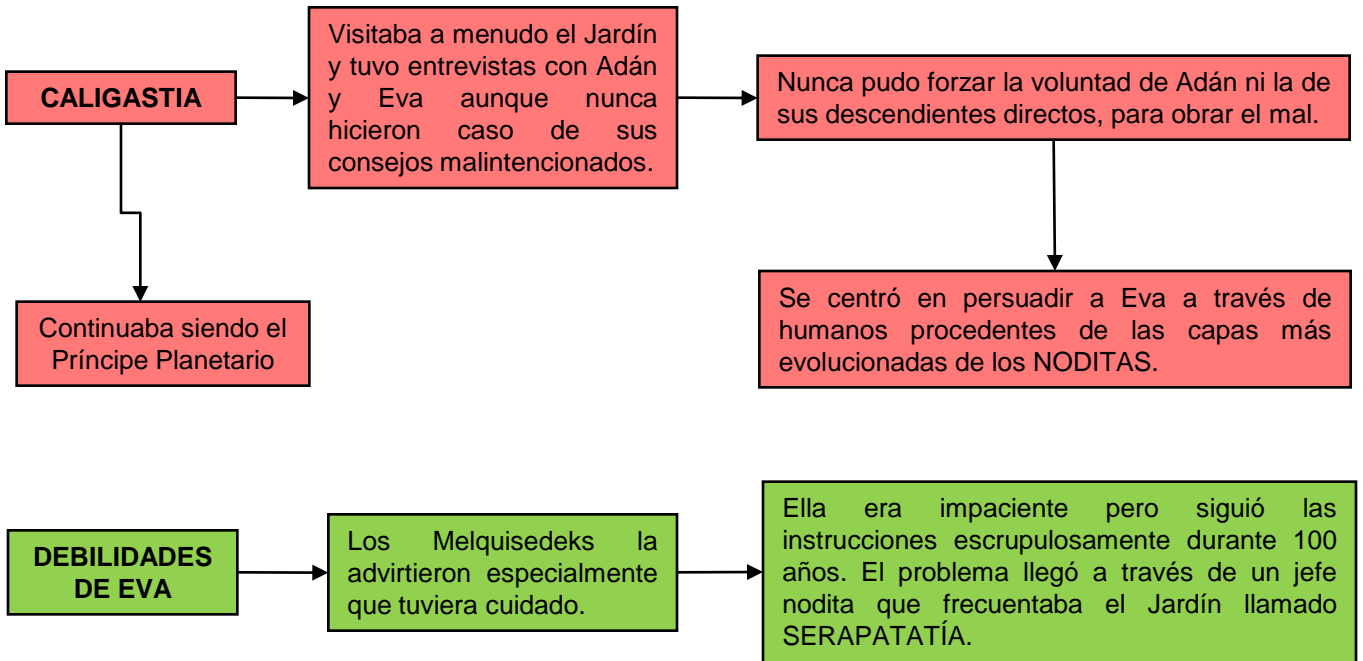 CALIGASTIA
Visitaba a menudo el Jardín
y tuvo entrevistas con Adán
y Eva aunque nunca
hicieron caso de sus
consejos malintencionados.
Nunca pudo forzar la voluntad de Adán ni la de
sus descendientes directos, para obrar el mal.
Continuaba siendo el
Príncipe Planetario
Se centró en persuadir a Eva a través de
humanos procedentes de las capas más
evolucionadas de los NODITAS.
DEBILIDADES
DE EVA
Los Melquisedeks la
advirtieron especialmente
que tuviera cuidado.
Ella era impaciente pero siguió las
instrucciones escrupulosamente durante 100
años. El problema llegó a través de un jefe
nodita que frecuentaba el Jardín llamado
SERAPATATÍA.